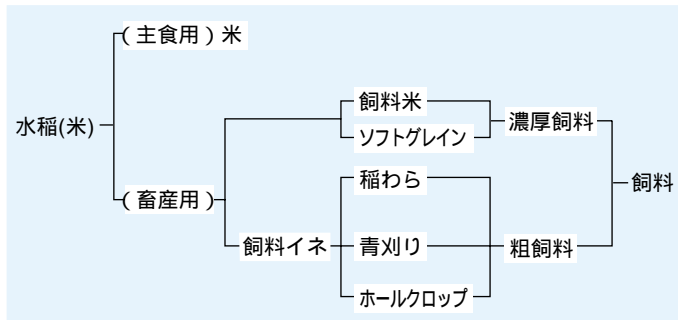 (主食用)米
水稲(米)
(畜産用)
飼料米
ソフトグレイン
濃厚飼料
飼料イネ
稲わら
青刈り
ホールクロップ
粗飼料
飼料